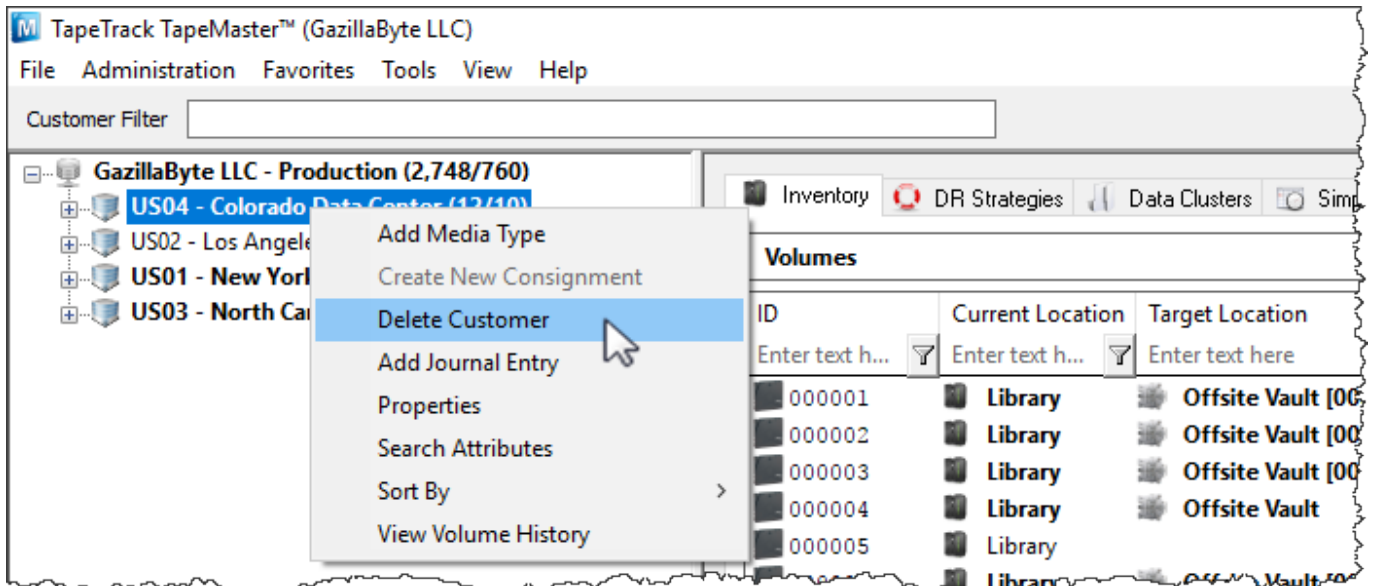 TapeTrack TapeMaster™ (GazillaByte LLC)
File Administration Favorites Tools View Help
Customer Filter
GazillaByte LLC - Production (2,748/760)
US04 - Colorado Data Center (12/10)
US02 - Los Angele
US01 - New York
US03 - North Ca
Add Media Type
Create New Consignment
Delete Customer
Add Journal Entry
Properties
Search Attributes
Sort By
View Volume History
Inventory DR Strategies Data Clusters Simp
Volumes
ID Current Location Target Location
Enter text h... Enter text h... Enter text here
000001 Library Offsite Vault [00
000002 Library Offsite Vault [00
000003 Library Offsite Vault [00
000004 Library Offsite Vault
000005 Library
Library